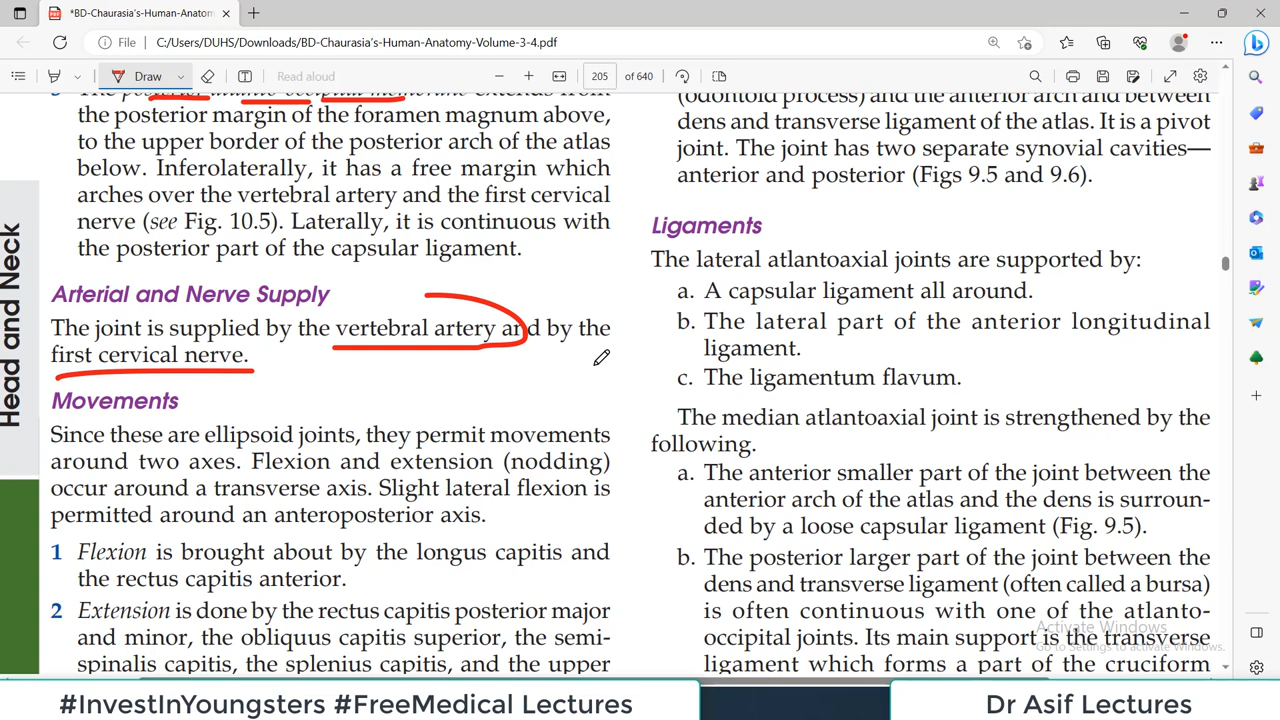 *BD-Chaurasia's-Human-Anatomy-
File
C:/Users/DUHS/Downloads/BD-Chaurasia's-Human-Anatomy-Volume-3-4.pdf
Draw
Read aloud
205 of 640
Head and Neck
the posterior margin of the foramen magnum above,
to the upper border of the posterior arch of the atlas
below. Inferolaterally, it has a free margin which
arches over the vertebral artery and the first cervical
nerve (see Fig. 10.5). Laterally, it is continuous with
the posterior part of the capsular ligament.
Arterial and Nerve Supply
The joint is supplied by the vertebral artery and by the
first cervical nerve.
Movements
Since these are ellipsoid joints, they permit movements
around two axes. Flexion and extension (nodding)
occur around a transverse axis. Slight lateral flexion is
permitted around an anteroposterior axis.
1 Flexion is brought about by the longus capitis and
the rectus capitis anterior.
2 Extension is done by the rectus capitis posterior major
and minor, the obliquus capitis superior, the semi-
spinalis capitis, the splenius capitis, and the upper
(odontoid process) and the anterior arch and between
dens and transverse ligament of the atlas. It is a pivot
joint. The joint has two separate synovial cavities—
anterior and posterior (Figs 9.5 and 9.6).
Ligaments
The lateral atlantoaxial joints are supported by:
a. A capsular ligament all around.
b. The lateral part of the anterior longitudinal
ligament.
c. The ligamentum flavum.
The median atlantoaxial joint is strengthened by the
following.
a. The anterior smaller part of the joint between the
anterior arch of the atlas and the dens is surroun-
ded by a loose capsular ligament (Fig. 9.5).
b. The posterior larger part of the joint between the
dens and transverse ligament (often called a bursa)
is often continuous with one of the atlanto-
occipital joints. Its main support is the transverse
ligament which forms a part of the cruciform
Activate Windows
Go to Settings to activate Windows.
#InvestInYoungsters #FreeMedical Lectures
Dr Asif Lectures